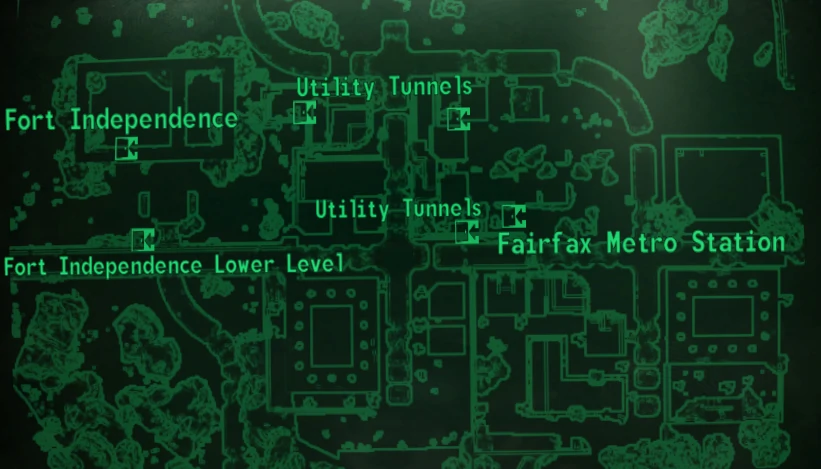 Utility Tunnels
Fort Independence
Utility Tunnels
Fairfax Metro Station
Fort Independence Lower Level